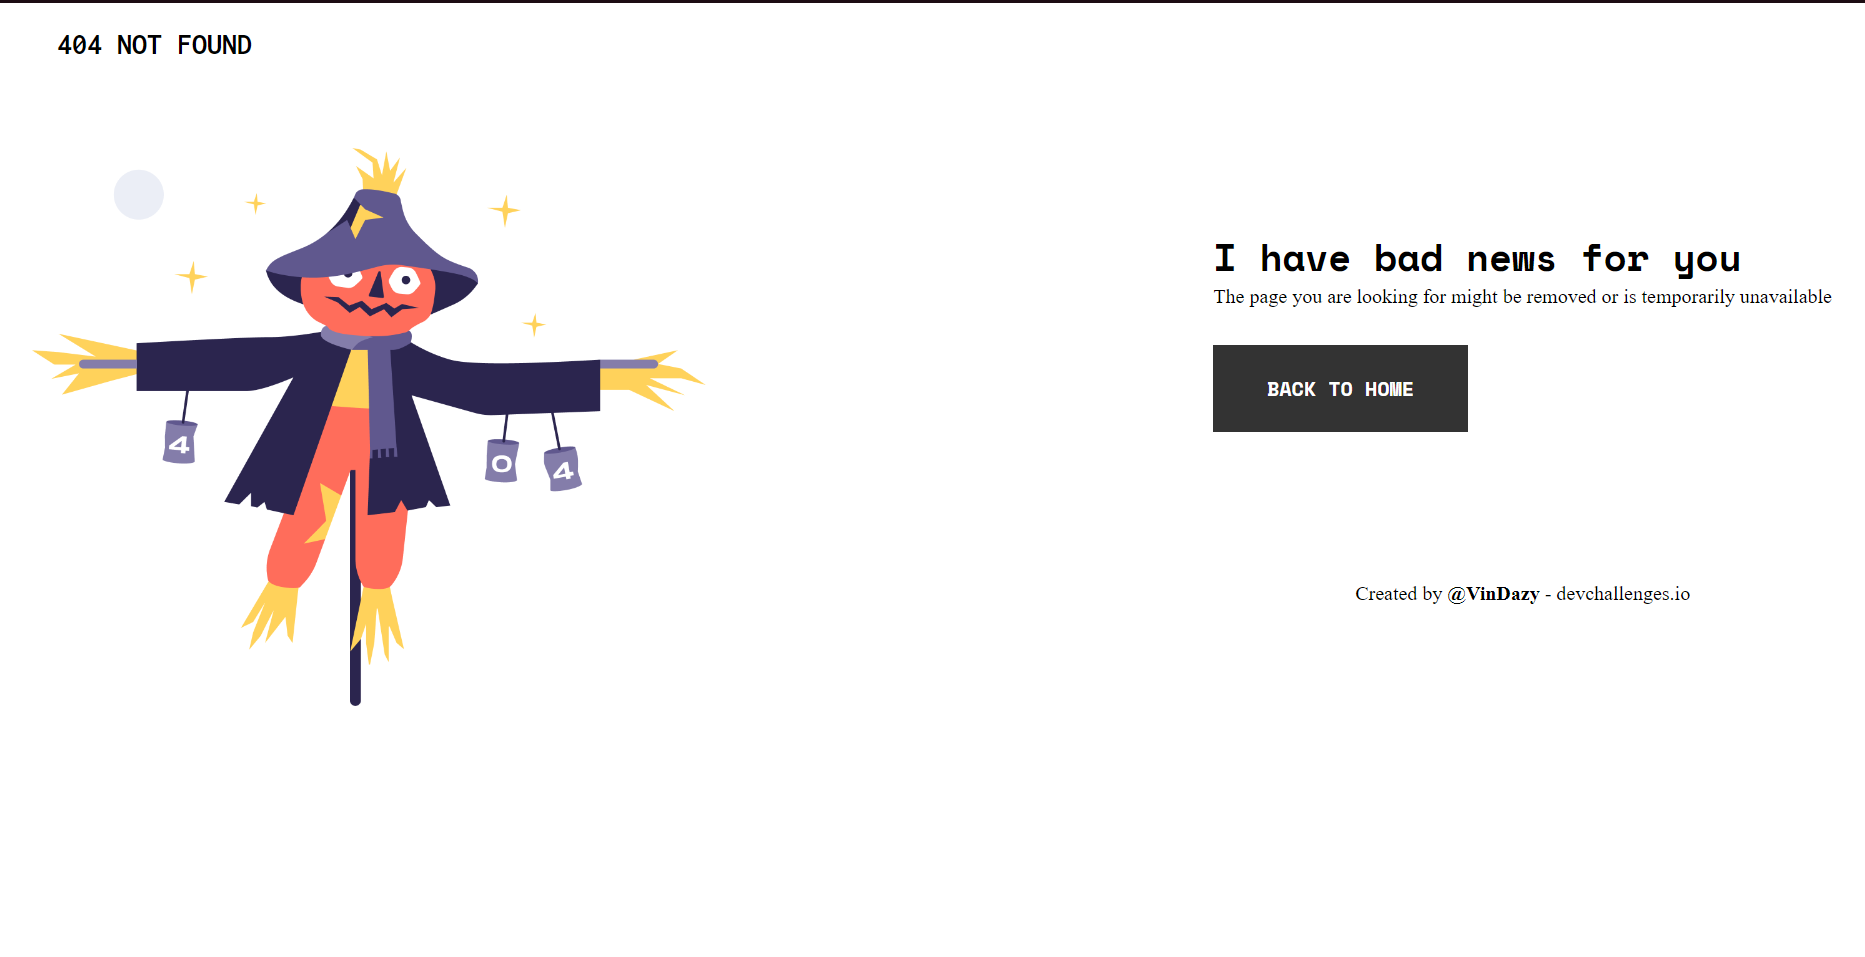 404 NOT FOUND
I have bad news for you
The page you are looking for might be removed or is temporarily unavailable
BACK TO HOME
4
0
4
Created by @VinDazy - devchallenges.io